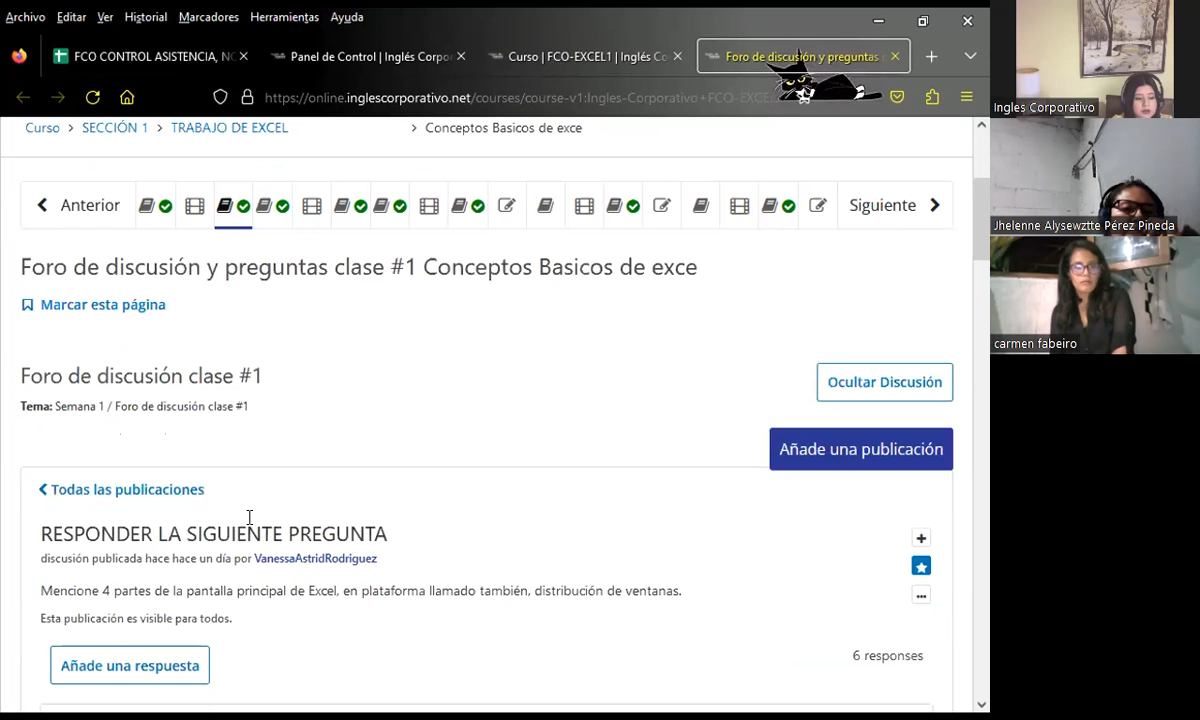 Archivo Editar Ver Historial Marcadores Herramientas Ayuda
FCO CONTROL ASISTENCIA, NO
Panel de Control | Inglés Corpor
Curso | FCO-EXCEL1 | Inglés Co
Foro de discusión y preguntas c
https://online.inglescorporativo.net/courses/course-v1:Ingles-Corporativo+FCO-EXCE
Curso > SECCIÓN 1 > TRABAJO DE EXCEL > Conceptos Basicos de exce
Anterior
Siguiente
Foro de discusión y preguntas clase #1 Conceptos Basicos de exce
Marcar esta página
Foro de discusión clase #1
Ocultar Discusión
Tema: Semana 1 / Foro de discusión clase #1
Añade una publicación
Todas las publicaciones
RESPONDER LA SIGUIENTE PREGUNTA
discusión publicada hace hace un día por VanessaAstridRodriguez
Mencione 4 partes de la pantalla principal de Excel, en plataforma llamado también, distribución de ventanas.
Esta publicación es visible para todos.
Añade una respuesta
6 responses
Ingles Corporativo
Jhelenne Alysewztte Pérez Pineda
carmen fabeiro